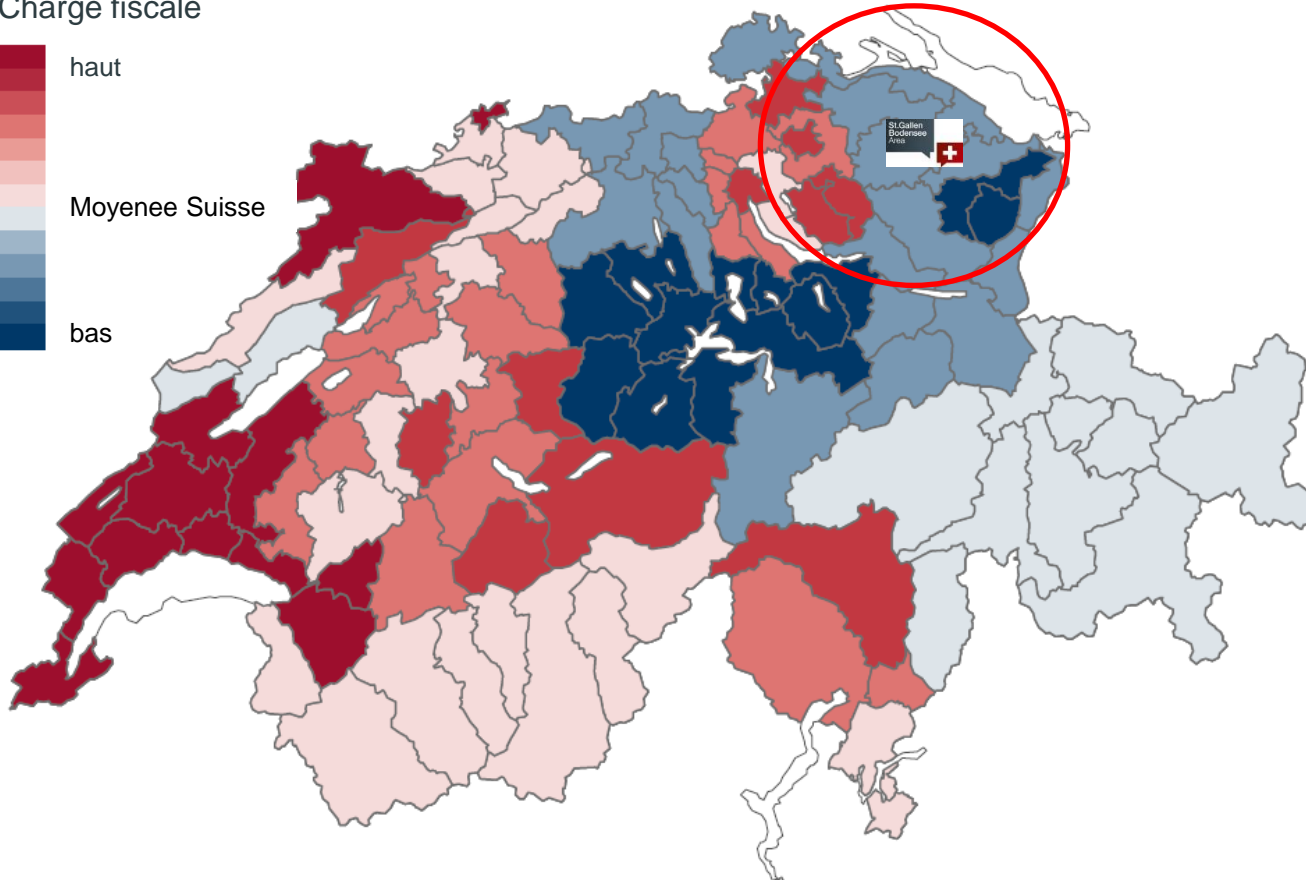 Charge fiscale
haut
Moyenee Suisse
bas
St.Gallen
Bodensee
Area